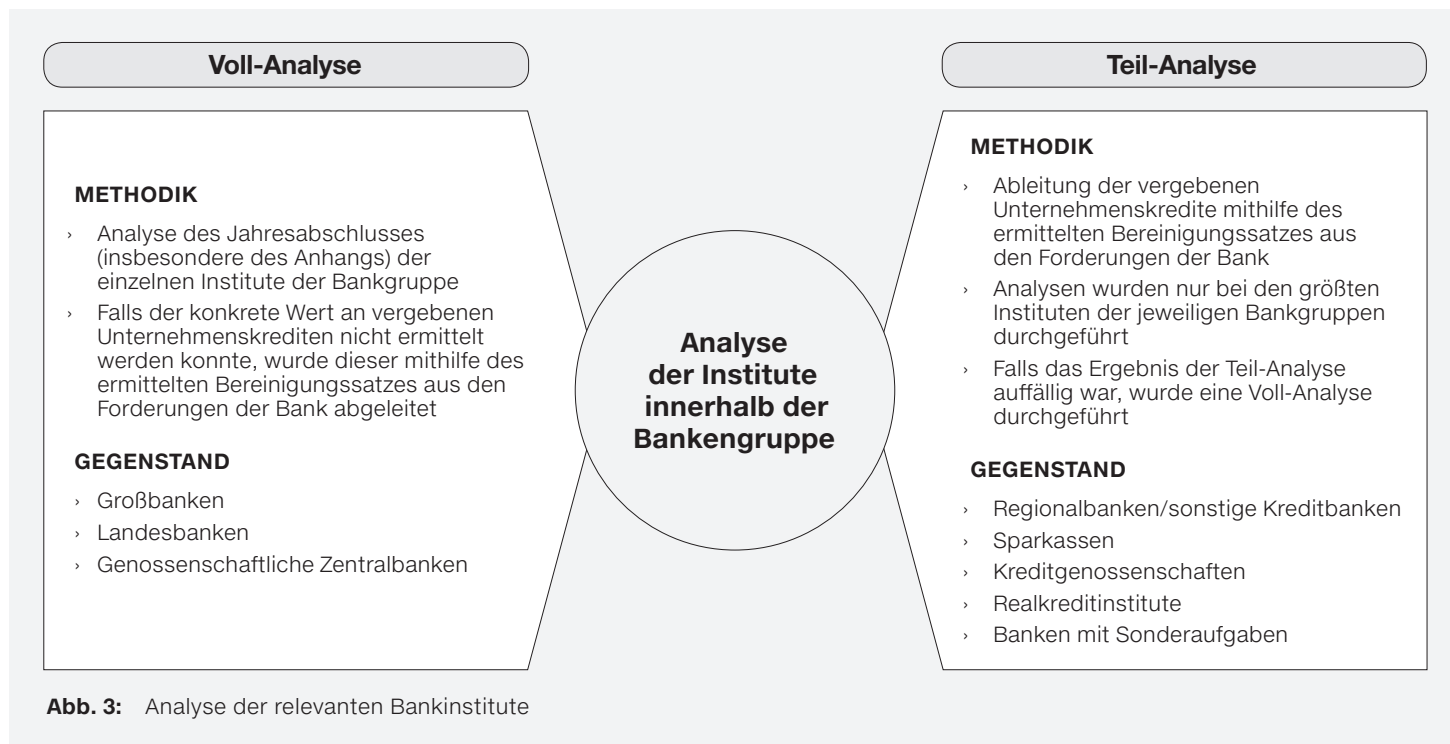 Voll-Analyse
METHODIK
› Analyse des Jahresabschlusses
(insbesondere des Anhangs) der
einzelnen Institute der Bankgruppe
› Falls der konkrete Wert an vergebenen
Unternehmenskrediten nicht ermittelt
werden konnte, wurde dieser mithilfe des
ermittelten Bereinigungssatzes aus den
Forderungen der Bank abgeleitet
GEGENSTAND
› Großbanken
› Landesbanken
› Genossenschaftliche Zentralbanken
Analyse
der Institute
innerhalb der
Bankengruppe
Teil-Analyse
METHODIK
› Ableitung der vergebenen
Unternehmenskredite mithilfe des
ermittelten Bereinigungssatzes aus
den Forderungen der Bank
› Analysen wurden nur bei den größten
Instituten der jeweiligen Bankgruppen
durchgeführt
› Falls das Ergebnis der Teil-Analyse
auffällig war, wurde eine Voll-Analyse
durchgeführt
GEGENSTAND
› Regionalbanken/sonstige Kreditbanken
› Sparkassen
› Kreditgenossenschaften
› Realkreditinstitute
› Banken mit Sonderaufgaben
Abb. 3: Analyse der relevanten Bankinstitute